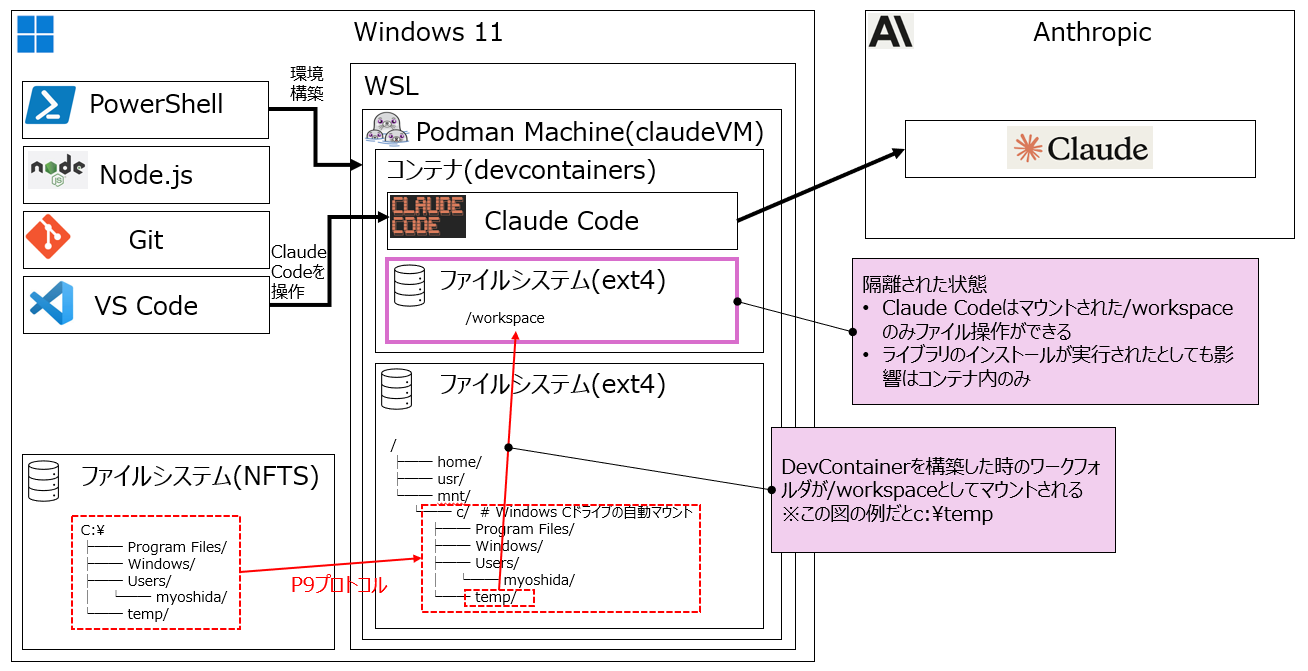 Windows 11
Anthropic
PowerShell
環境
構築
WSL
Podman Machine(claudeVM)
Claude
node
JS
Node.js
コンテナ(devcontainers)
CLAUDE
CODE
Claude Code
Git
Claude
Codeを
操作
VS Code
ファイルシステム(ext4)
/workspace
隔離された状態
• Claude Codeはマウントされた/workspace
のみファイル操作ができる
• ライブラリのインストールが実行されたとしても影
響はコンテナ内のみ
ファイルシステム(ext4)
/
home/
usr/
mnt/
c/ # Windows Cドライブの自動マウント
Program Files/
Windows/
Users/
myoshida/
temp/
DevContainerを構築した時のワークフォ
ルダが/workspaceとしてマウントされる
※この図の例だとc:¥temp
ファイルシステム(NFTS)
C:¥
Program Files/
Windows/
Users/
myoshida/
temp/
P9プロトコル